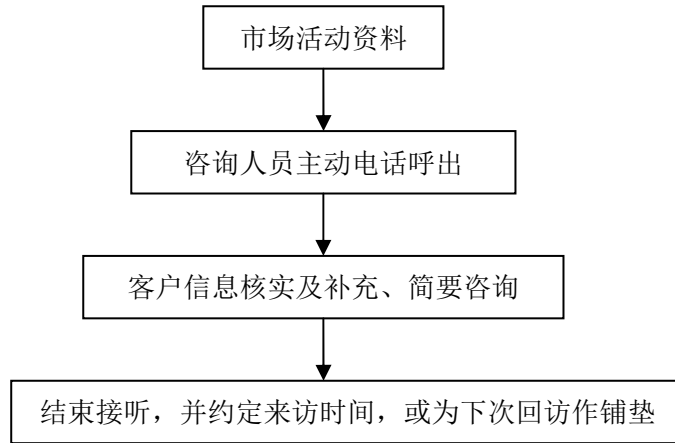 市场活动资料
咨询人员主动电话呼出
客户信息核实及补充、简要咨询
结束接听，并约定来访时间，或为下次回访作铺垫